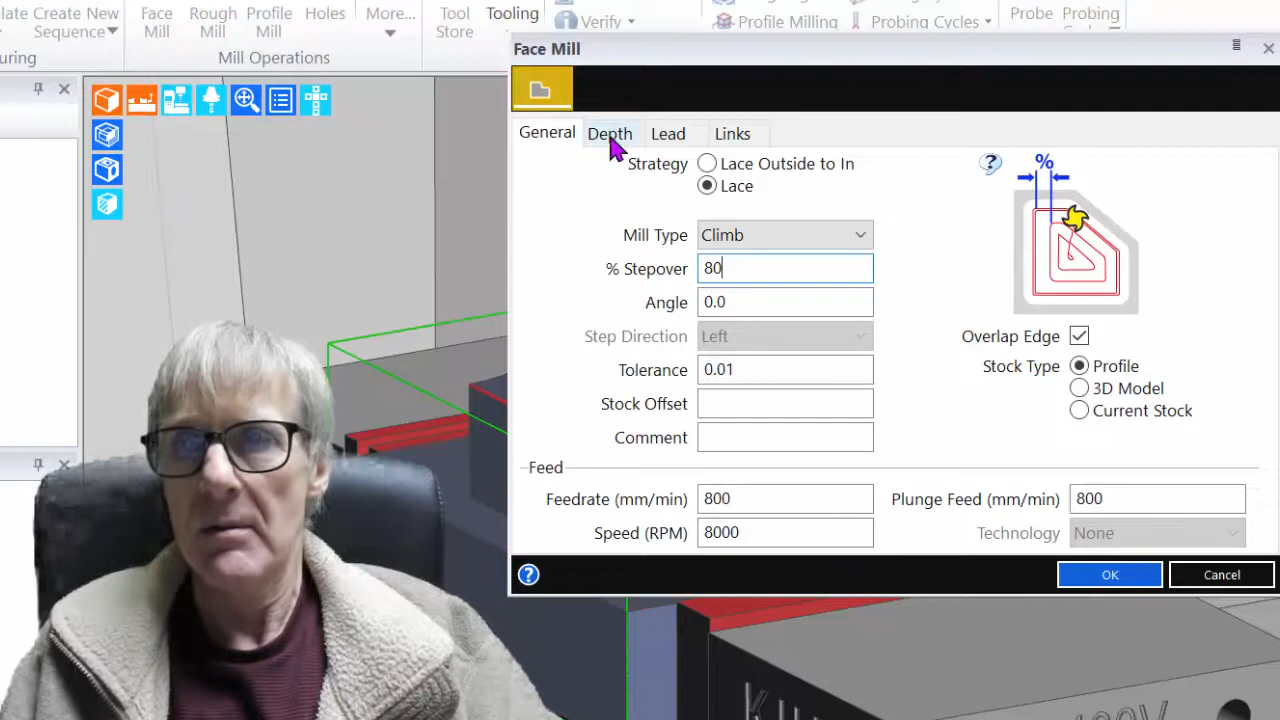 Create New
Sequence
Face
Mill
Rough
Mill
Profile
Mill
Holes
More...
Mill Operations
Tool
Store
Tooling
Verify
Profile Milling
Probing Cycles
Probe
Probing
Face Mill
General
Depth
Lead
Links
Strategy
Lace Outside to In
Lace
Mill Type
Climb
% Stepover
80
Angle
0.0
Step Direction
Left
Tolerance
0.01
Stock Offset
Comment
%
Overlap Edge
Stock Type
Profile
3D Model
Current Stock
Feed
Feedrate (mm/min)
800
Plunge Feed (mm/min)
800
Speed (RPM)
8000
Technology
None
OK
Cancel